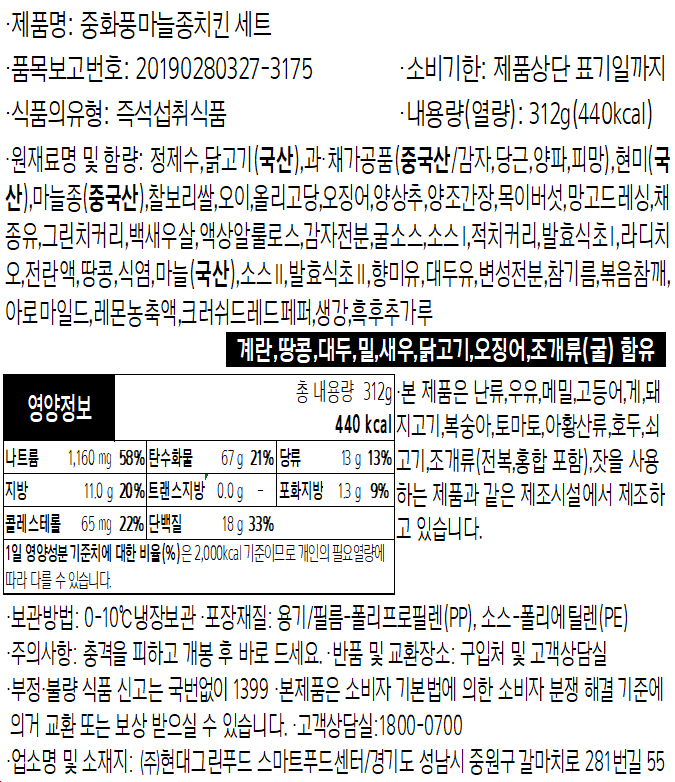 ·제품명: 중화풍마늘종치킨 세트
·품목보고번호: 20190280327-3175 ·소비기한: 제품상단 표기일까지
·식품의유형: 즉석섭취식품 ·내용량(열량): 312g(440kcal)
·원재료명 및 함량: 정제수,닭고기(국산),과·채가공품(중국산/감자,당근,양파,피망),현미(국
산),마늘종(중국산),찰보리쌀,오이,올리고당,오징어,양상추,양조간장,목이버섯,망고드레싱,채
종유,그린치커리,백새우살,액상알룰로스,감자전분,굴소스,소스Ⅰ,적치커리,발효식초Ⅰ,라디치
오,전란액,땅콩,식염,마늘(국산),소스Ⅱ,발효식초Ⅱ,향미유,대두유,변성전분,참기름,볶음참깨,
아로마일드,레몬농축액,크러쉬드레드페퍼,생강,흑후추가루
계란,땅콩,대두,밀,새우,닭고기,오징어,조개류(굴) 함유
영양정보
총 내용량 312g
440 kcal
나트륨 1,160 mg 58% 탄수화물 67 g 21% 당류 13 g 13%
지방 11.0 g 20% 트랜스지방 0.0 g - 포화지방 1.3 g 9%
콜레스테롤 65 mg 22% 단백질 18 g 33%
1일 영양성분 기준치에 대한 비율(%)은 2,000kcal 기준이므로 개인의 필요 열량에
따라 다를 수 있습니다.
·본 제품은 난류,우유,메밀,고등어,게,돼
지고기,복숭아,토마토,아황산류,호두,쇠
고기,조개류(전복,홍합 포함),잣을 사용
하는 제품과 같은 제조시설에서 제조하
고 있습니다.
·보관방법: 0-10℃냉장보관 ·포장재질: 용기/필름-폴리프로필렌(PP), 소스-폴리에틸렌(PE)
·주의사항: 충격을 피하고 개봉 후 바로 드세요. ·반품 및 교환장소: 구입처 및 고객상담실
·부정·불량 식품 신고는 국번없이 1399 ·본제품은 소비자 기본법에 의한 소비자 분쟁 해결 기준에
의거 교환 또는 보상 받으실 수 있습니다. ·고객상담실:1800-0700
·업소명 및 소재지: (주)현대그린푸드 스마트푸드센터/경기도 성남시 중원구 갈마치로 281번길 55